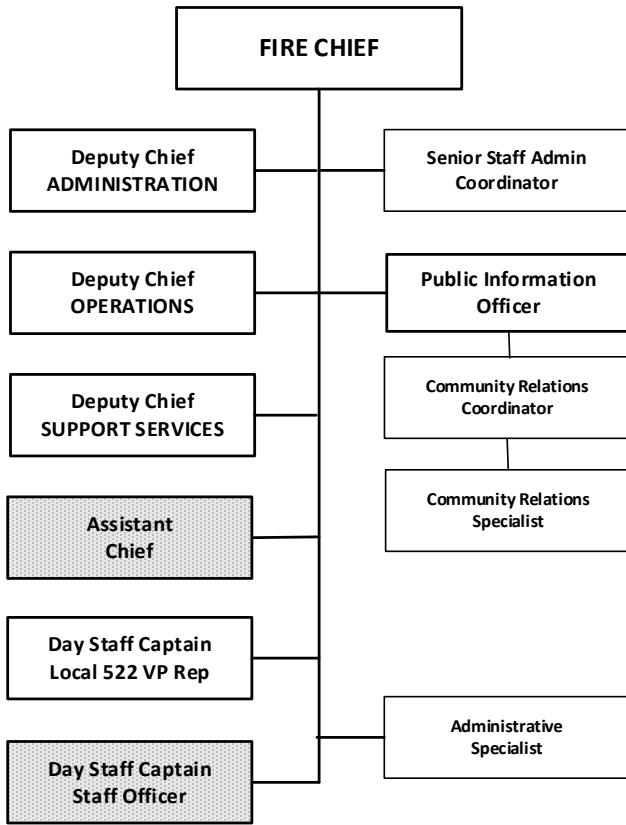 FIRE CHIEF
Deputy Chief
ADMINISTRATION
Senior Staff Admin
Coordinator
Deputy Chief
OPERATIONS
Public Information
Officer
Deputy Chief
SUPPORT SERVICES
Community Relations
Coordinator
Community Relations
Specialist
Assistant
Chief
Day Staff Captain
Local 522 VP Rep
Administrative
Specialist
Day Staff Captain
Staff Officer